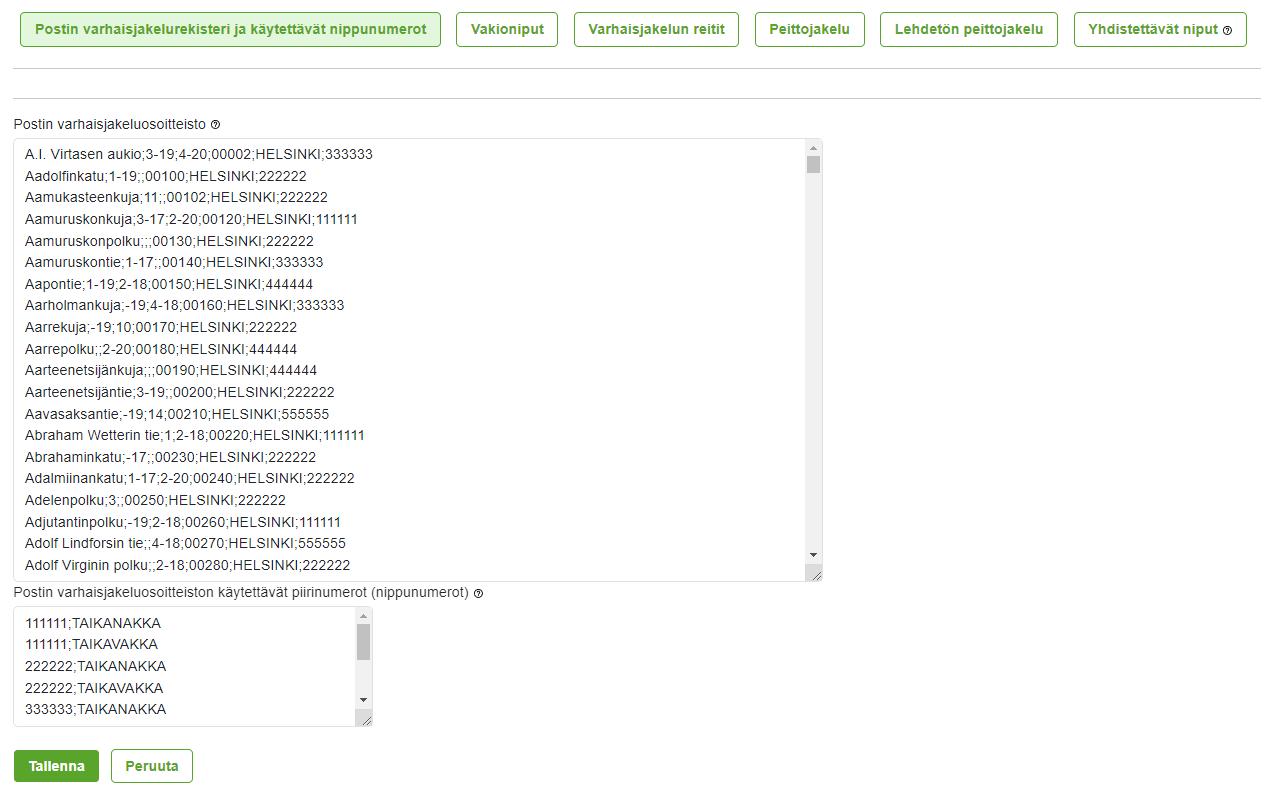 Postin varhaisjakelurekisteri ja käytettävät nippunumerot Vakioniput Varhaisjakelun reitit Peittojakelu Lehdetön peittojakelu Yhdistettävät niput
Postin varhaisjakeluosoitteisto
A.I. Virtasen aukio;3-19;4-20;00002;HELSINKI;333333
Aadolfinkatu;1-19;;00100;HELSINKI;222222
Aamukasteenkuja;11;;00102;HELSINKI;222222
Aamuruskonkuja;3-17;2-20;00120;HELSINKI;111111
Aamuruskonpolku;;;00130;HELSINKI;222222
Aamuruskontie;1-17;;00140;HELSINKI;333333
Aapontie;1-19;2-18;00150;HELSINKI;444444
Aarholmankuja;-19;4-18;00160;HELSINKI;333333
Aarrekuja;-19;10;00170;HELSINKI;222222
Aarrepolku;;2-20;00180;HELSINKI;444444
Aarteenetsijänkuja;;;00190;HELSINKI;444444
Aarteenetsijäntie;3-19;;00200;HELSINKI;222222
Aavasaksantie;-19;14;00210;HELSINKI;555555
Abraham Wetterin tie;1;2-18;00220;HELSINKI;111111
Abrahaminkatu;-17;;00230;HELSINKI;222222
Adalmiinankatu;1-17;2-20;00240;HELSINKI;222222
Adelenpolku;3;;00250;HELSINKI;222222
Adjutantinpolku;-19;2-18;00260;HELSINKI;111111
Adolf Lindforsin tie;;4-18;00270;HELSINKI;555555
Adolf Virginin polku;;2-18;00280;HELSINKI;222222
Postin varhaisjakeluosoitteiston käytettävät piirinumerot (nippunumerot)
111111;TAIKANAKKA
111111;TAIKAVAKKA
222222;TAIKANAKKA
222222;TAIKAVAKKA
333333;TAIKANAKKA
Tallenna Peruuta